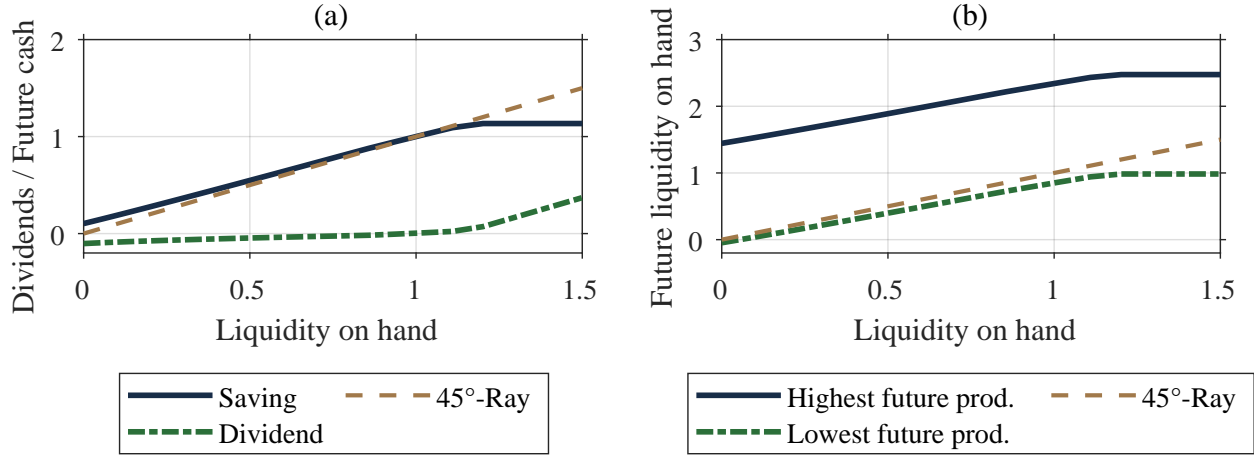 (a)
Dividends / Future cash
2
1
0
0
0.5
1
1.5
Liquidity on hand
Saving
45°-Ray
Dividend
(b)
Future liquidity on hand
3
2
1
0
0
0.5
1
1.5
Liquidity on hand
Highest future prod.
45°-Ray
Lowest future prod.